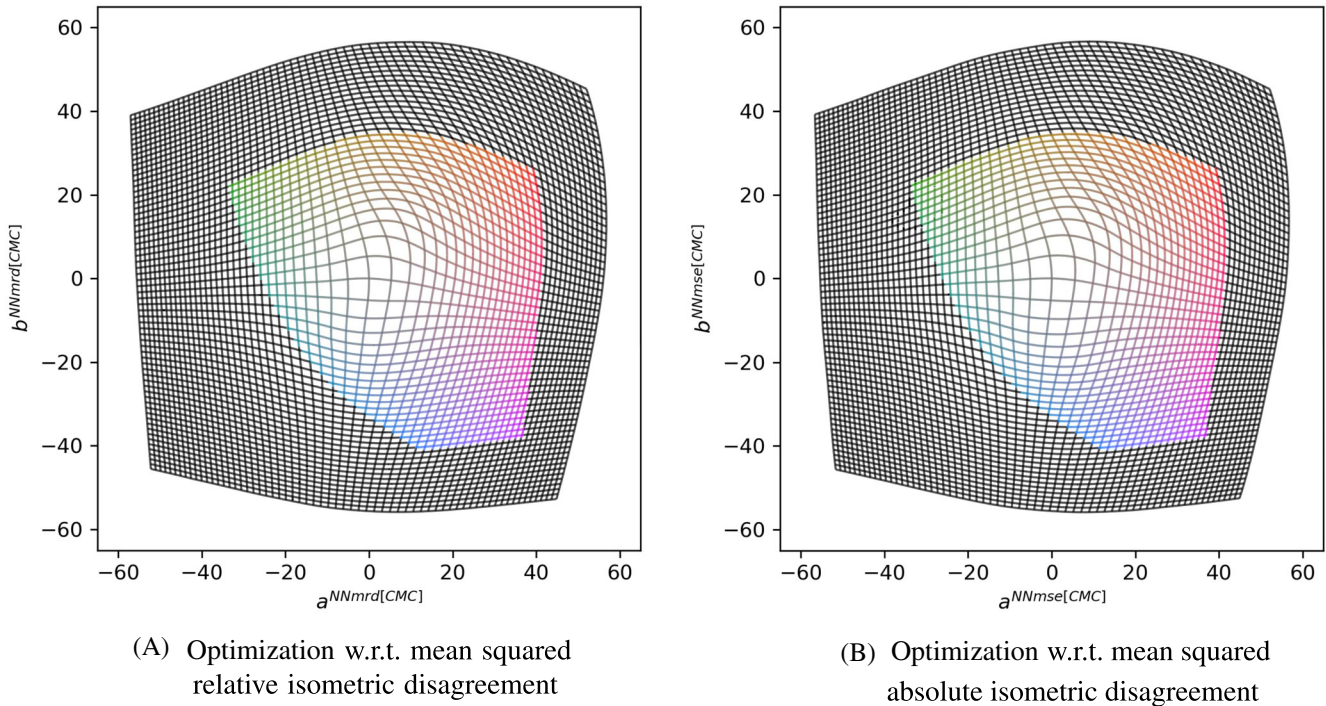 60
40
20
0
−20
−40
−60
b^NNmrd[CMC]
−60 −40 −20 0 20 40 60
a^NNmrd[CMC]
(A) Optimization w.r.t. mean squared
relative isometric disagreement
60
40
20
0
−20
−40
−60
b^NNmse[CMC]
−60 −40 −20 0 20 40 60
a^NNmse[CMC]
(B) Optimization w.r.t. mean squared
absolute isometric disagreement